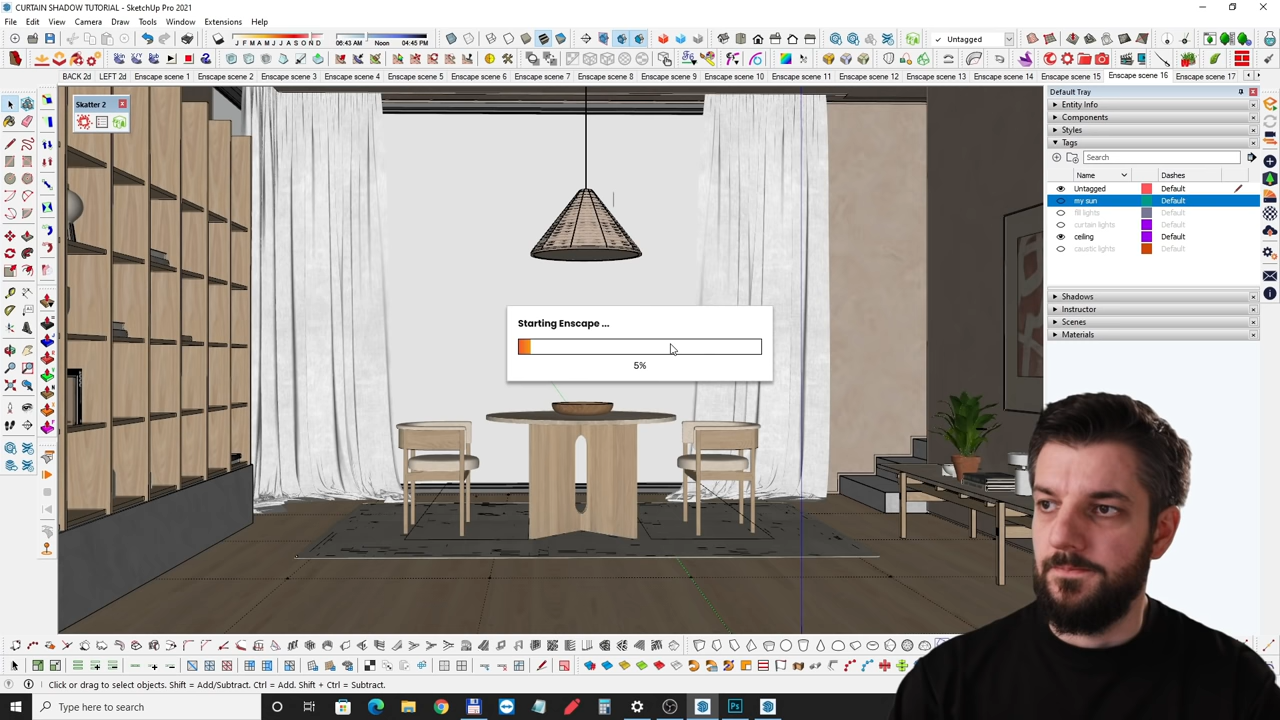 CURTAIN SHADOW TUTORIAL - SketchUp Pro 2021
File Edit View Camera Draw Tools Window Extensions Help
J F M A M J J A S O N D 06:43 AM Noon 04:45 PM Untagged
BACK 2d LEFT 2d Enscape scene 1 Enscape scene 2 Enscape scene 3 Enscape scene 4 Enscape scene 5 Enscape scene 6 Enscape scene 7 Enscape scene 8 Enscape scene 9 Enscape scene 10 Enscape scene 11 Enscape scene 12 Enscape scene 13 Enscape scene 14 Enscape scene 15 Enscape scene 16 Enscape scene 17
Skatter 2
Default Tray
Entity Info
Components
Styles
Tags
Search
Name Dashes
Untagged Default
my sun Default
fill lights Default
curtain lights Default
ceiling Default
caustic lights Default
Shadows
Instructor
Scenes
Materials
Starting Enscape ...
5%
Click or drag to select objects. Shift = Add/Subtract. Ctrl = Add. Shift + Ctrl = Subtract.
Type here to search
Ps